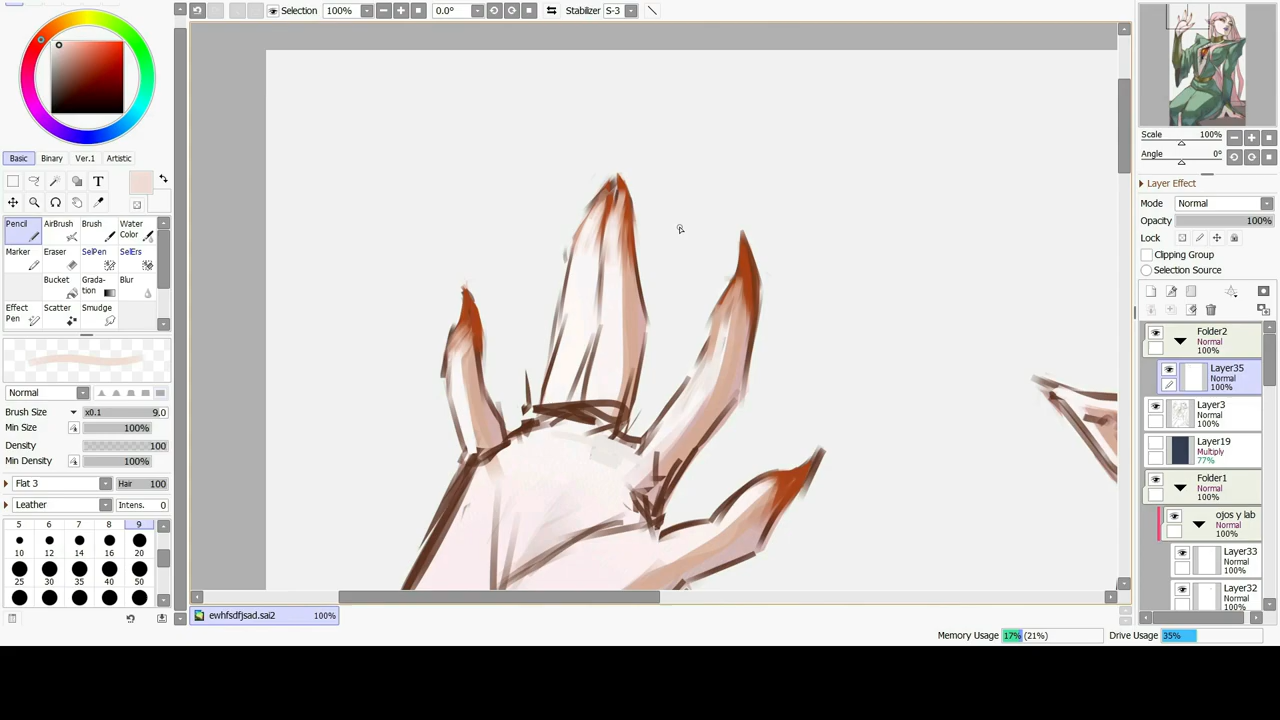 Selection 100% 0.0° Stabilizer S-3
Basic Binary Ver.1 Artistic
T
Pencil AirBrush Brush Water Color
Marker Eraser SelPen SelErs
Bucket Gradation Blur
Effect Pen Scatter Smudge
Normal
Brush Size x0.1 9.0
Min Size 100%
Density 100
Min Density 100%
Flat 3 Hair 100
Leather Intens. 0
5 6 7 8 9
10 12 14 16 20
25 30 35 40 50
ewhfsdfjsad.sai2 100%
Scale 100%
Angle 0°
Layer Effect
Mode Normal
Opacity 100%
Lock
Clipping Group
Selection Source
Folder2
Normal
100%
Layer35
Normal
100%
Layer3
Normal
100%
Layer19
Multiply
77%
Folder1
Normal
100%
ojos y lab
Normal
100%
Layer33
Normal
100%
Layer32
Normal
100%
Memory Usage 17% (21%) Drive Usage 35%